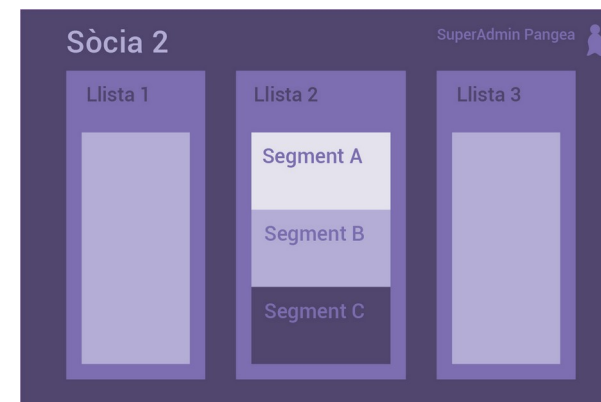 Sòcia 2
SuperAdmin Pangea
Llista 1
Llista 2
Llista 3
Segment A
Segment B
Segment C